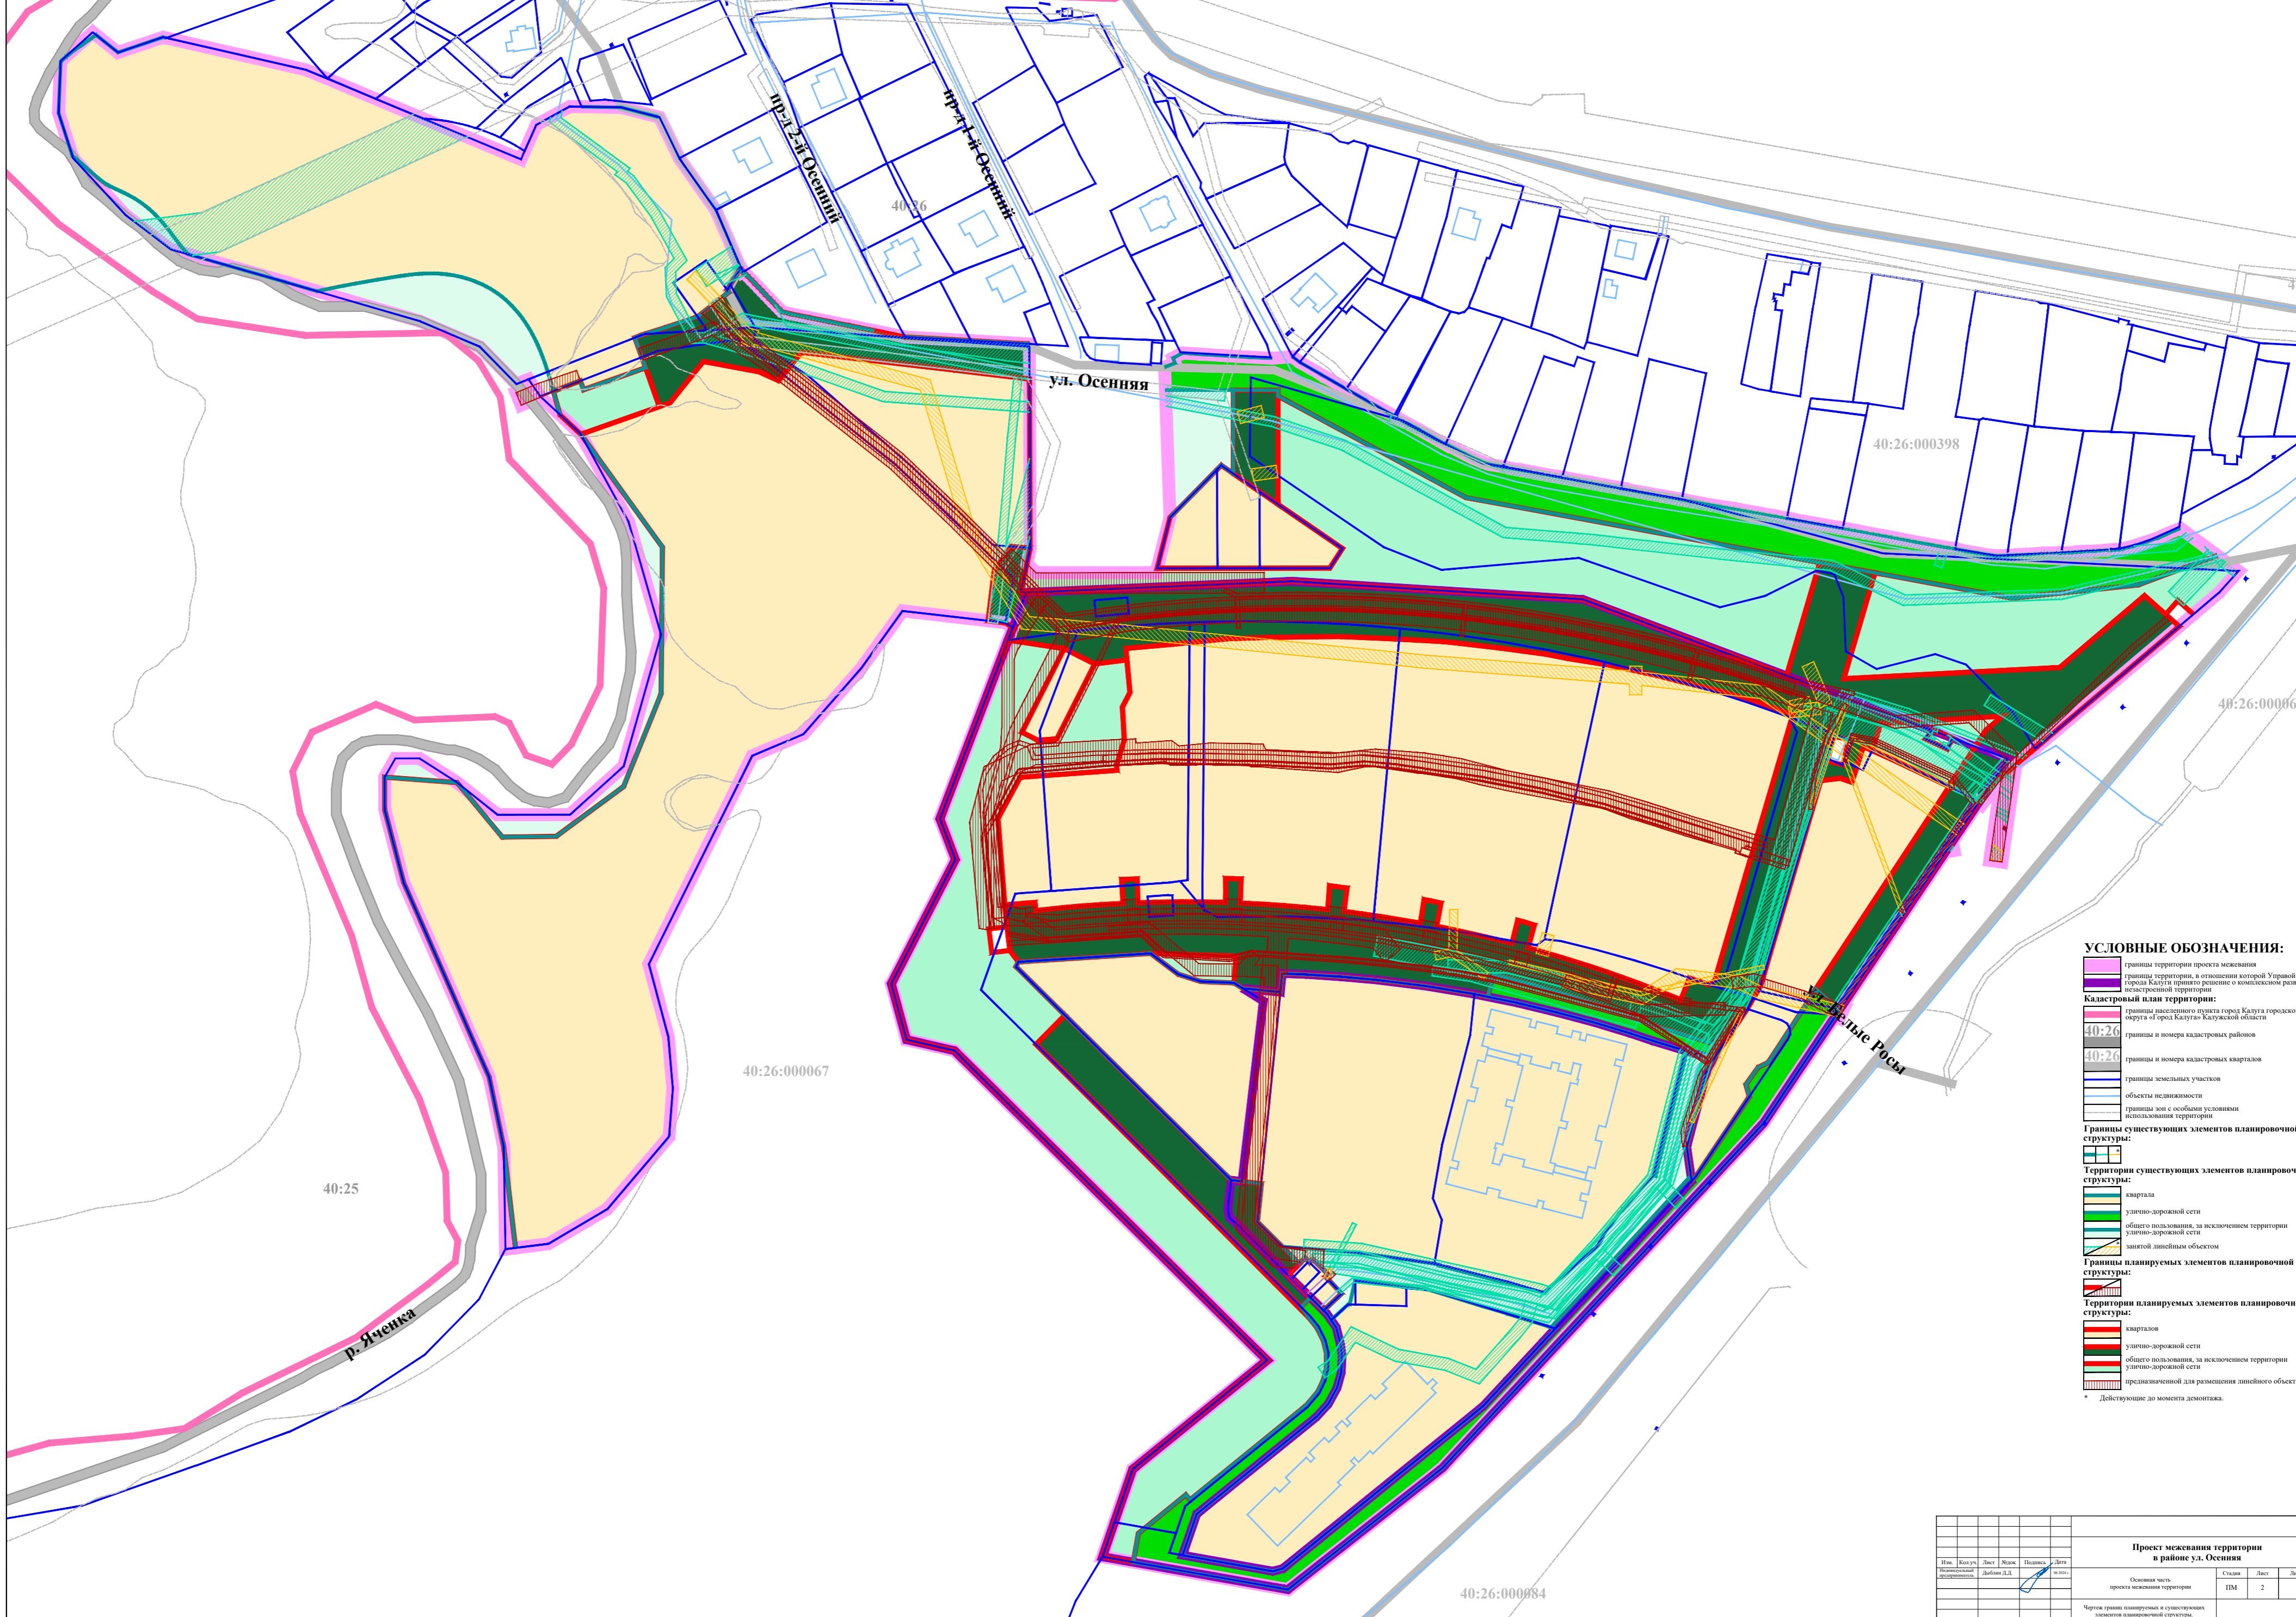 пр-д 2-й Осенний
пр-д 1-й Осенний
40:26
ул. Осенняя
40:26:000398
40:26:00006
40:26:000067
40:25
р. Яченка
ул. Белые Росы
40:26:000084
УСЛОВНЫЕ ОБОЗНАЧЕНИЯ:
границы территории проекта межевания
границы территории, в отношении которой Управой
города Калуги принято решение о комплексном разв
незастроенной территории
Кадастровый план территории:
границы населенного пункта город Калуга городско
округа «Город Калуга» Калужской области
40:26
границы и номера кадастровых районов
40:26
границы и номера кадастровых кварталов
границы земельных участков
объекты недвижимости
границы зон с особыми условиями
использования территории
Границы существующих элементов планировочной
структуры:
*
Территории существующих элементов планировоч
структуры:
квартала
улично-дорожной сети
общего пользования, за исключением территории
улично-дорожной сети
*
занятой линейным объектом
Границы планируемых элементов планировочной
структуры:
Территории планируемых элементов планировочн
структуры:
кварталов
улично-дорожной сети
общего пользования, за исключением территории
улично-дорожной сети
предназначенной для размещения линейного объект
* Действующие до момента демонтажа.
Проект межевания территории
в районе ул. Осенняя
Изм. Кол.уч. Лист №док Подпись Дата
Индивидуальный
предприниматель
Основная часть
проекта межевания территории
Стадия Лист Ли
ПМ 2
Чертеж границ планируемых и существующих
элементов планировочной структуры.